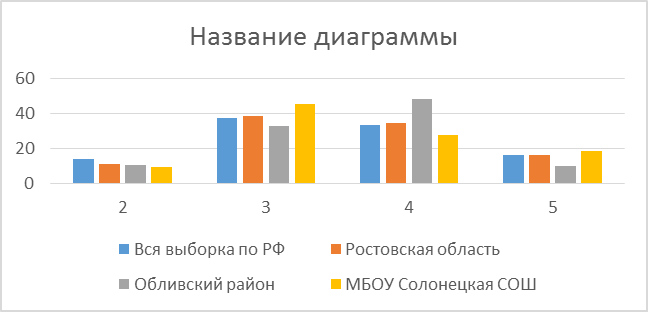 Название диаграммы
60
40
20
0
2 3 4 5
Вся выборка по РФ Ростовская область
Обливский район МБОУ Солонецкая СОШ